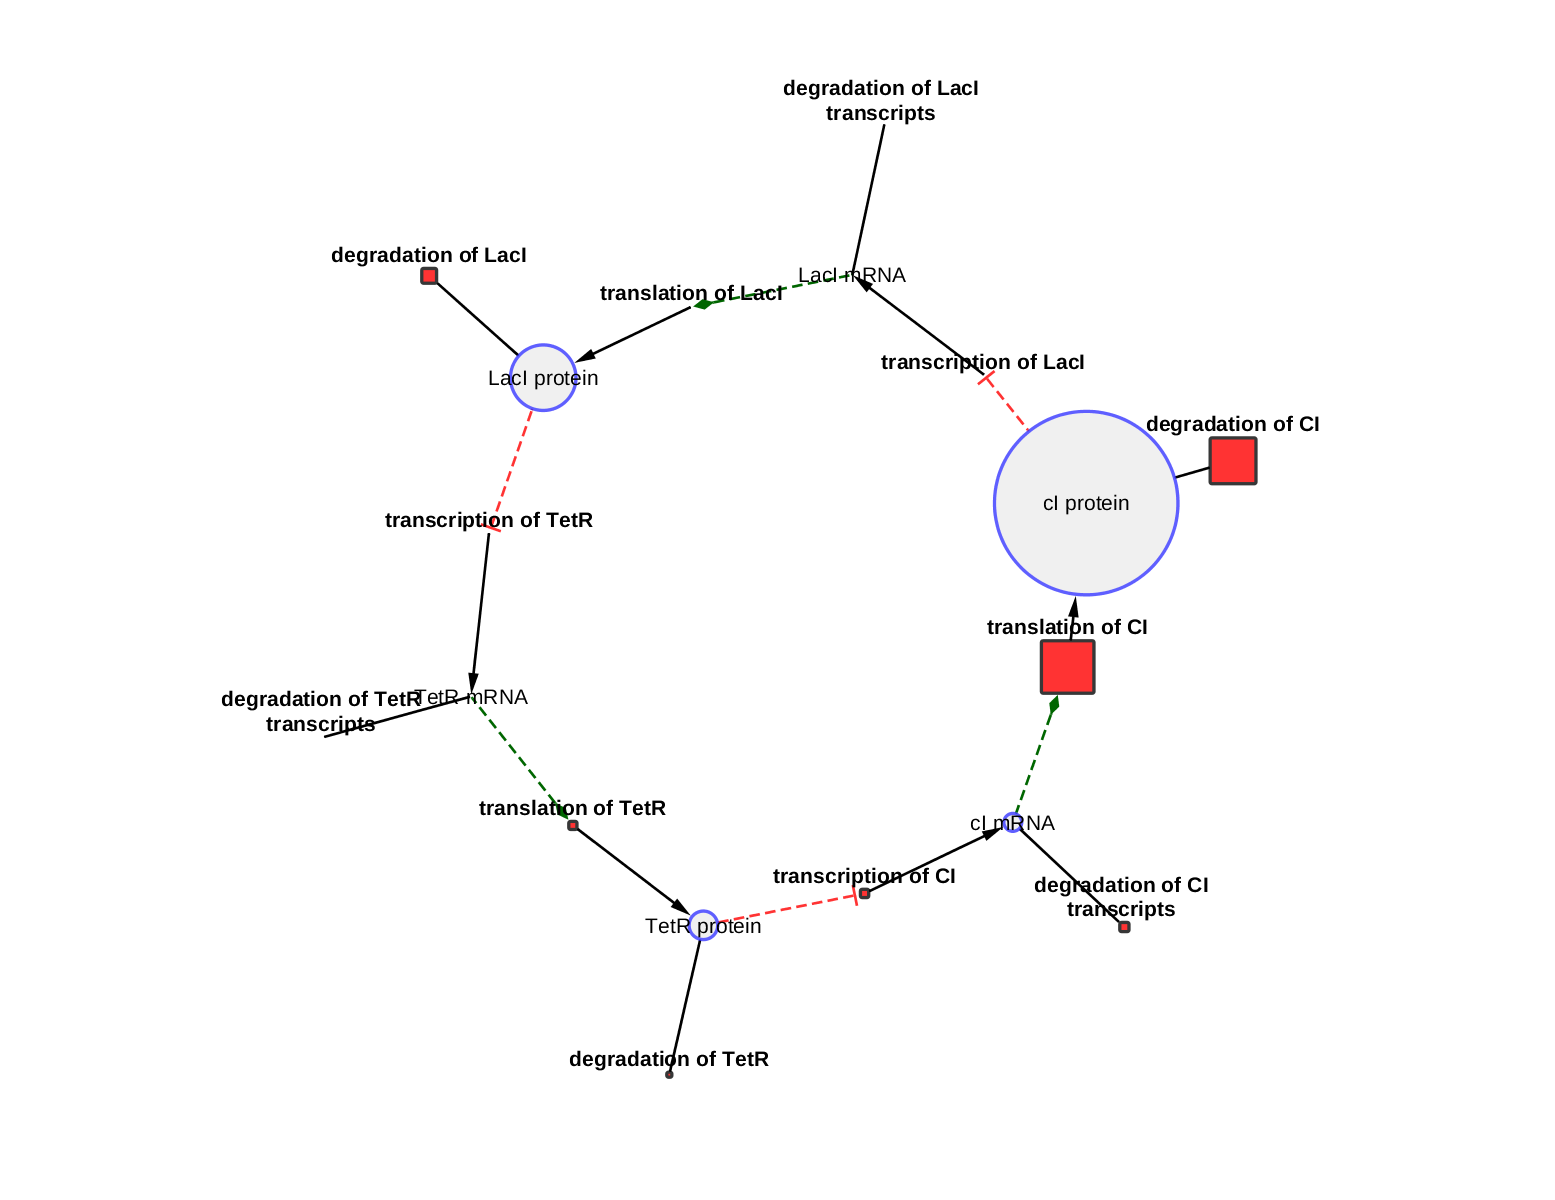 degradation of LacI
transcripts
degradation of LacI
LacI mRNA
translation of LacI
transcription of LacI
LacI protein
degradation of CI
cI protein
transcription of TetR
translation of CI
degradation of TetR
transcripts
TetR mRNA
translation of TetR
cI mRNA
transcription of CI
degradation of CI
transcripts
TetR protein
degradation of TetR